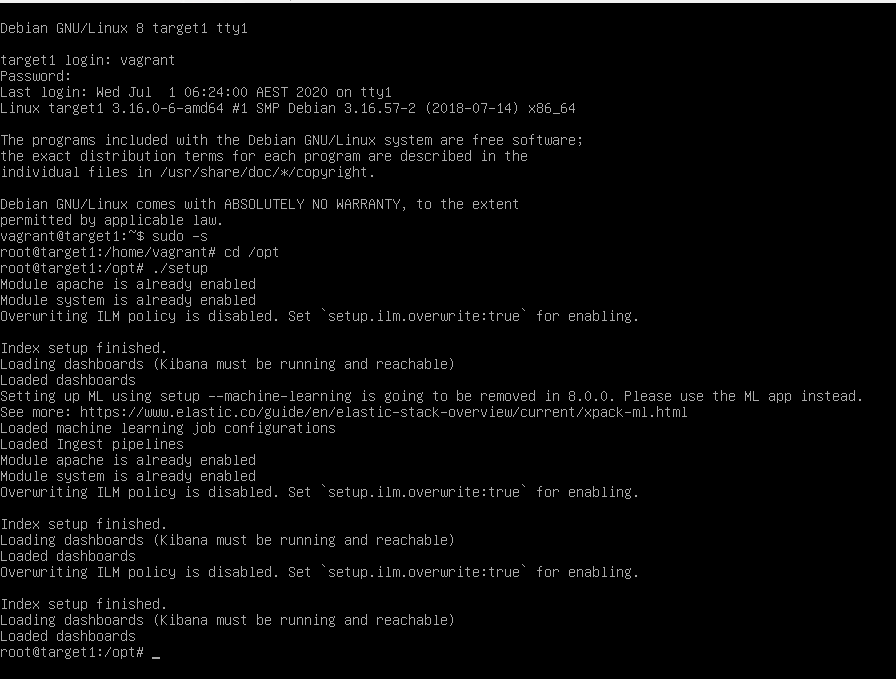 Debian GNU/Linux 8 target1 tty1
target1 login: vagrant
Password:
Last login: Wed Jul  1 06:24:00 AEST 2020 on tty1
Linux target1 3.16.0-6-amd64 #1 SMP Debian 3.16.57-2 (2018-07-14) x86_64
The programs included with the Debian GNU/Linux system are free software;
the exact distribution terms for each program are described in the
individual files in /usr/share/doc/*/copyright.
Debian GNU/Linux comes with ABSOLUTELY NO WARRANTY, to the extent
permitted by applicable law.
vagrant@target1:~$ sudo -s
root@target1:/home/vagrant# cd /opt
root@target1:/opt# ./setup
Module apache is already enabled
Module system is already enabled
Overwriting ILM policy is disabled. Set `setup.ilm.overwrite:true` for enabling.
Index setup finished.
Loading dashboards (Kibana must be running and reachable)
Loaded dashboards
Setting up ML using setup --machine-learning is going to be removed in 8.0.0. Please use the ML app instead.
See more: https://www.elastic.co/guide/en/elastic-stack-overview/current/xpack-ml.html
Loaded machine learning job configurations
Loaded Ingest pipelines
Module apache is already enabled
Module system is already enabled
Overwriting ILM policy is disabled. Set `setup.ilm.overwrite:true` for enabling.
Index setup finished.
Loading dashboards (Kibana must be running and reachable)
Loaded dashboards
Overwriting ILM policy is disabled. Set `setup.ilm.overwrite:true` for enabling.
Index setup finished.
Loading dashboards (Kibana must be running and reachable)
Loaded dashboards
root@target1:/opt# _